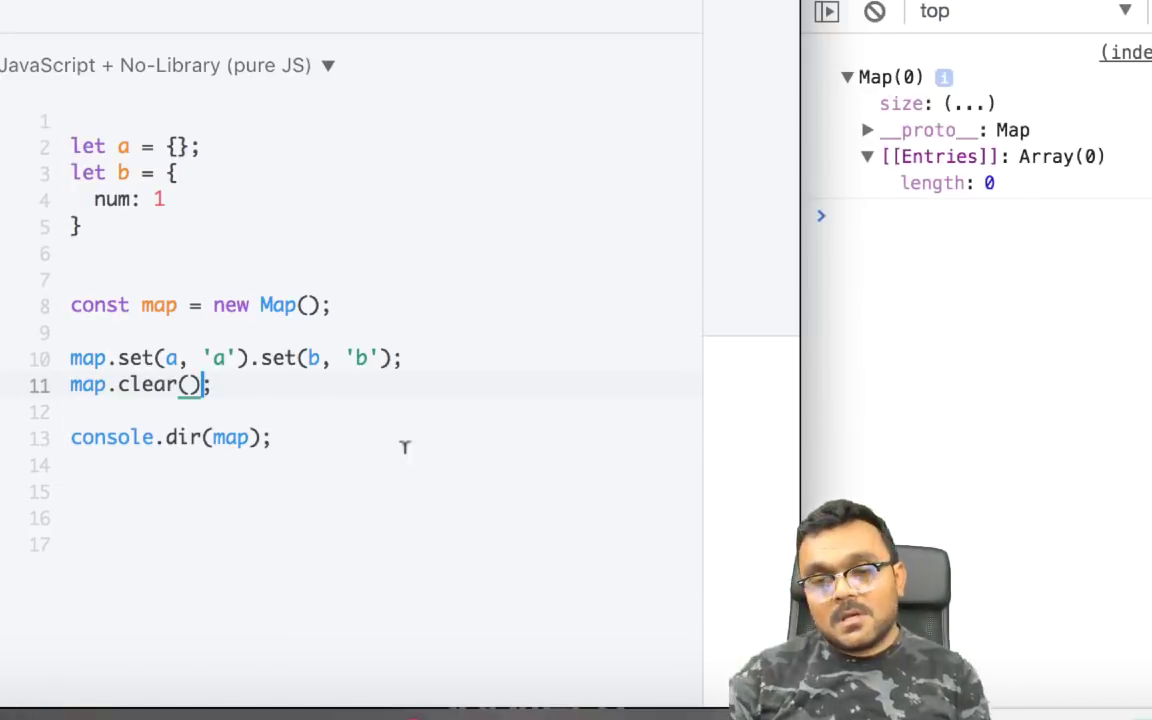 JavaScript + No-Library (pure JS) ▼
1
2 let a = {};
3 let b = {
4 num: 1
5 }
6
7
8 const map = new Map();
9
10 map.set(a, 'a').set(b, 'b');
11 map.clear();
12
13 console.dir(map);
14
15
16
17
top ▼
(inde
▼Map(0) i
size: (...)
▶__proto__: Map
▼[[Entries]]: Array(0)
length: 0
>